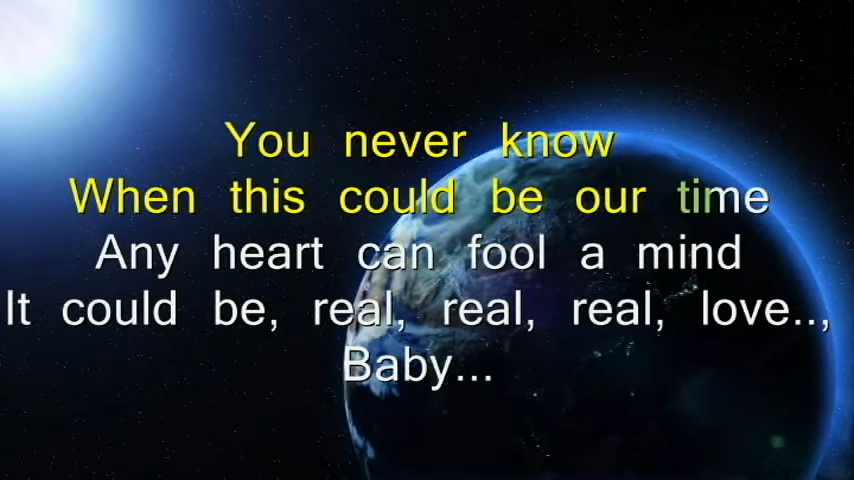 You never know
When this could be our time
Any heart can fool a mind
It could be, real, real, real, love..,
Baby...